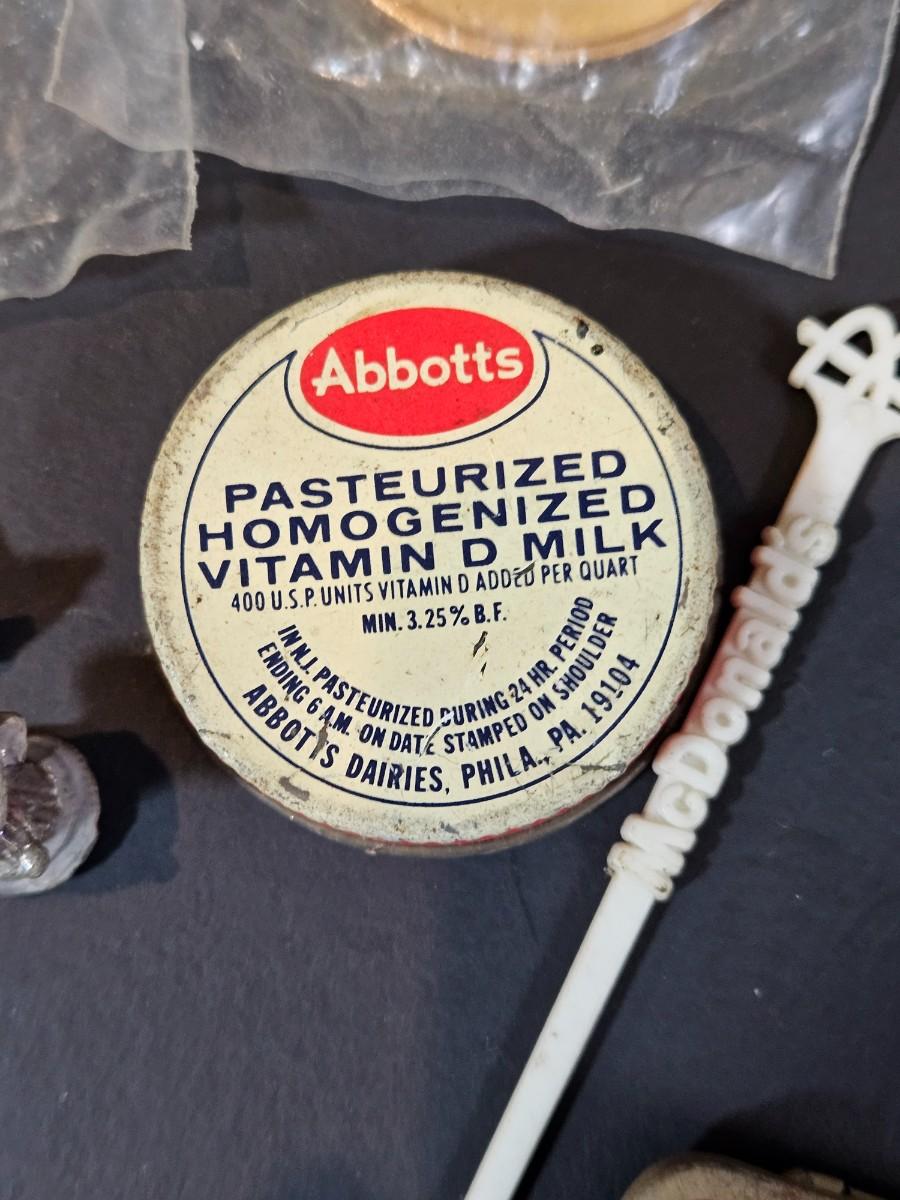 Abbotts
PASTEURIZED
HOMOGENIZED
VITAMIN D MILK
400 U.S.P. UNITS VITAMIN D ADDED PER QUART
MIN. 3.25% B.F.
IN N.J. PASTEURIZED DURING 24 HR. PERIOD
ENDING 6 A.M. ON DATE STAMPED ON SHOULDER
ABBOTTS DAIRIES, PHILA., PA. 19104
McDonald's